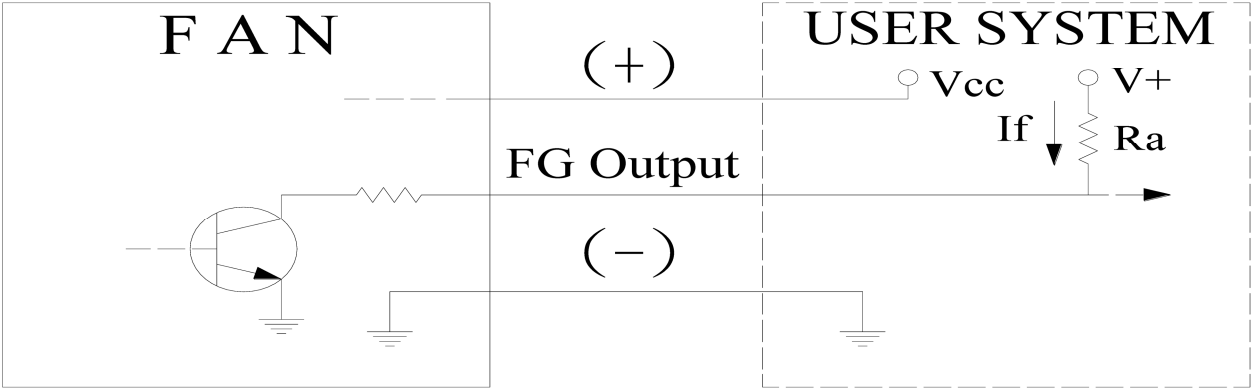 F A N
USER SYSTEM
(+)
Vcc
V+
If
Ra
FG Output
(−)